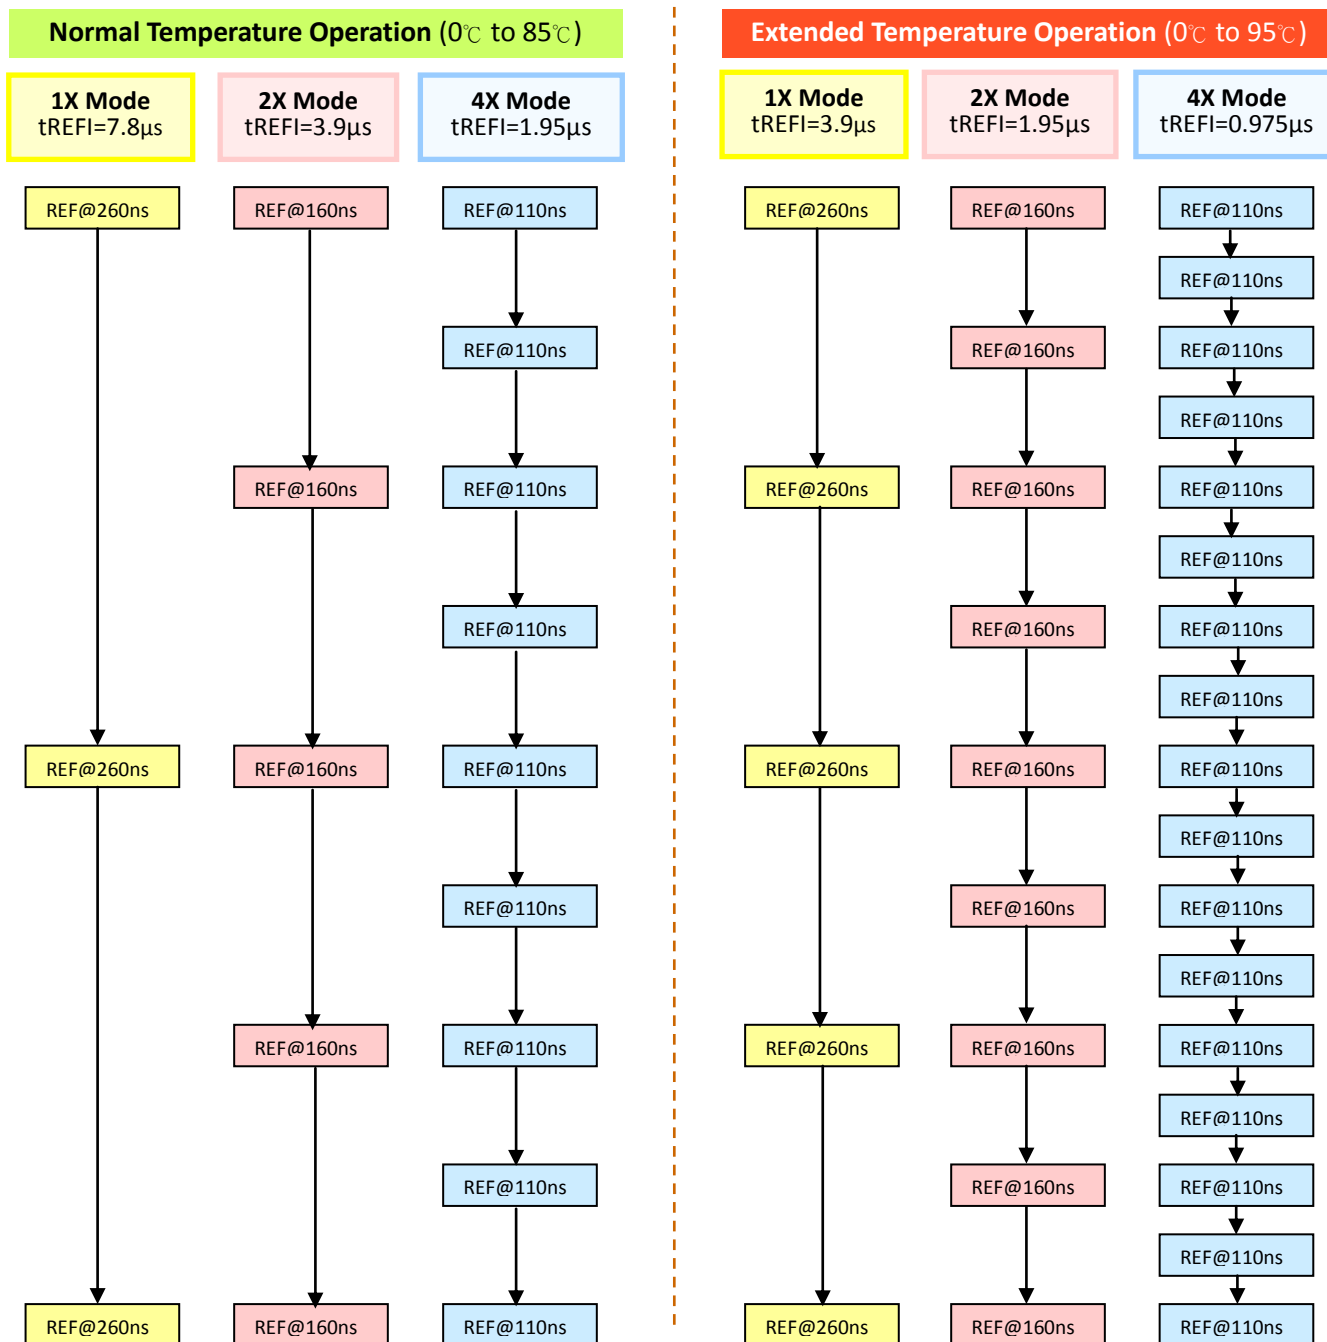 Normal Temperature Operation (0℃ to 85℃)
Extended Temperature Operation (0℃ to 95℃)
1X Mode
tREFI=7.8µs
2X Mode
tREFI=3.9µs
4X Mode
tREFI=1.95µs
1X Mode
tREFI=3.9µs
2X Mode
tREFI=1.95µs
4X Mode
tREFI=0.975µs
REF@260ns REF@160ns REF@110ns REF@260ns REF@160ns REF@110ns
REF@110ns
REF@110ns REF@160ns REF@110ns
REF@110ns
REF@160ns REF@110ns REF@260ns REF@160ns REF@110ns
REF@110ns
REF@110ns REF@160ns REF@110ns
REF@110ns
REF@260ns REF@160ns REF@110ns REF@260ns REF@160ns REF@110ns
REF@110ns
REF@110ns REF@160ns REF@110ns
REF@110ns
REF@160ns REF@110ns REF@260ns REF@160ns REF@110ns
REF@110ns
REF@110ns REF@160ns REF@110ns
REF@110ns
REF@260ns REF@160ns REF@110ns REF@260ns REF@160ns REF@110ns